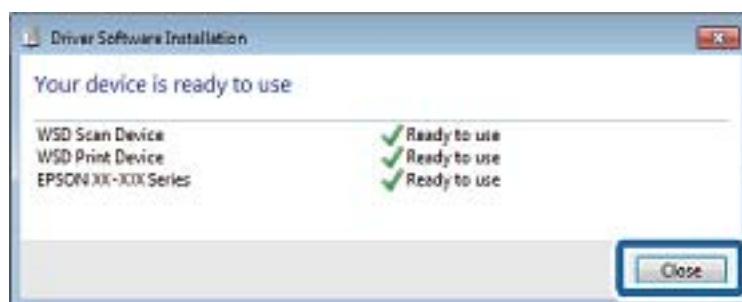 Driver Software Installation
Your device is ready to use
WSD Scan Device Ready to use
WSD Print Device Ready to use
EPSON XX-XXX Series Ready to use
Close